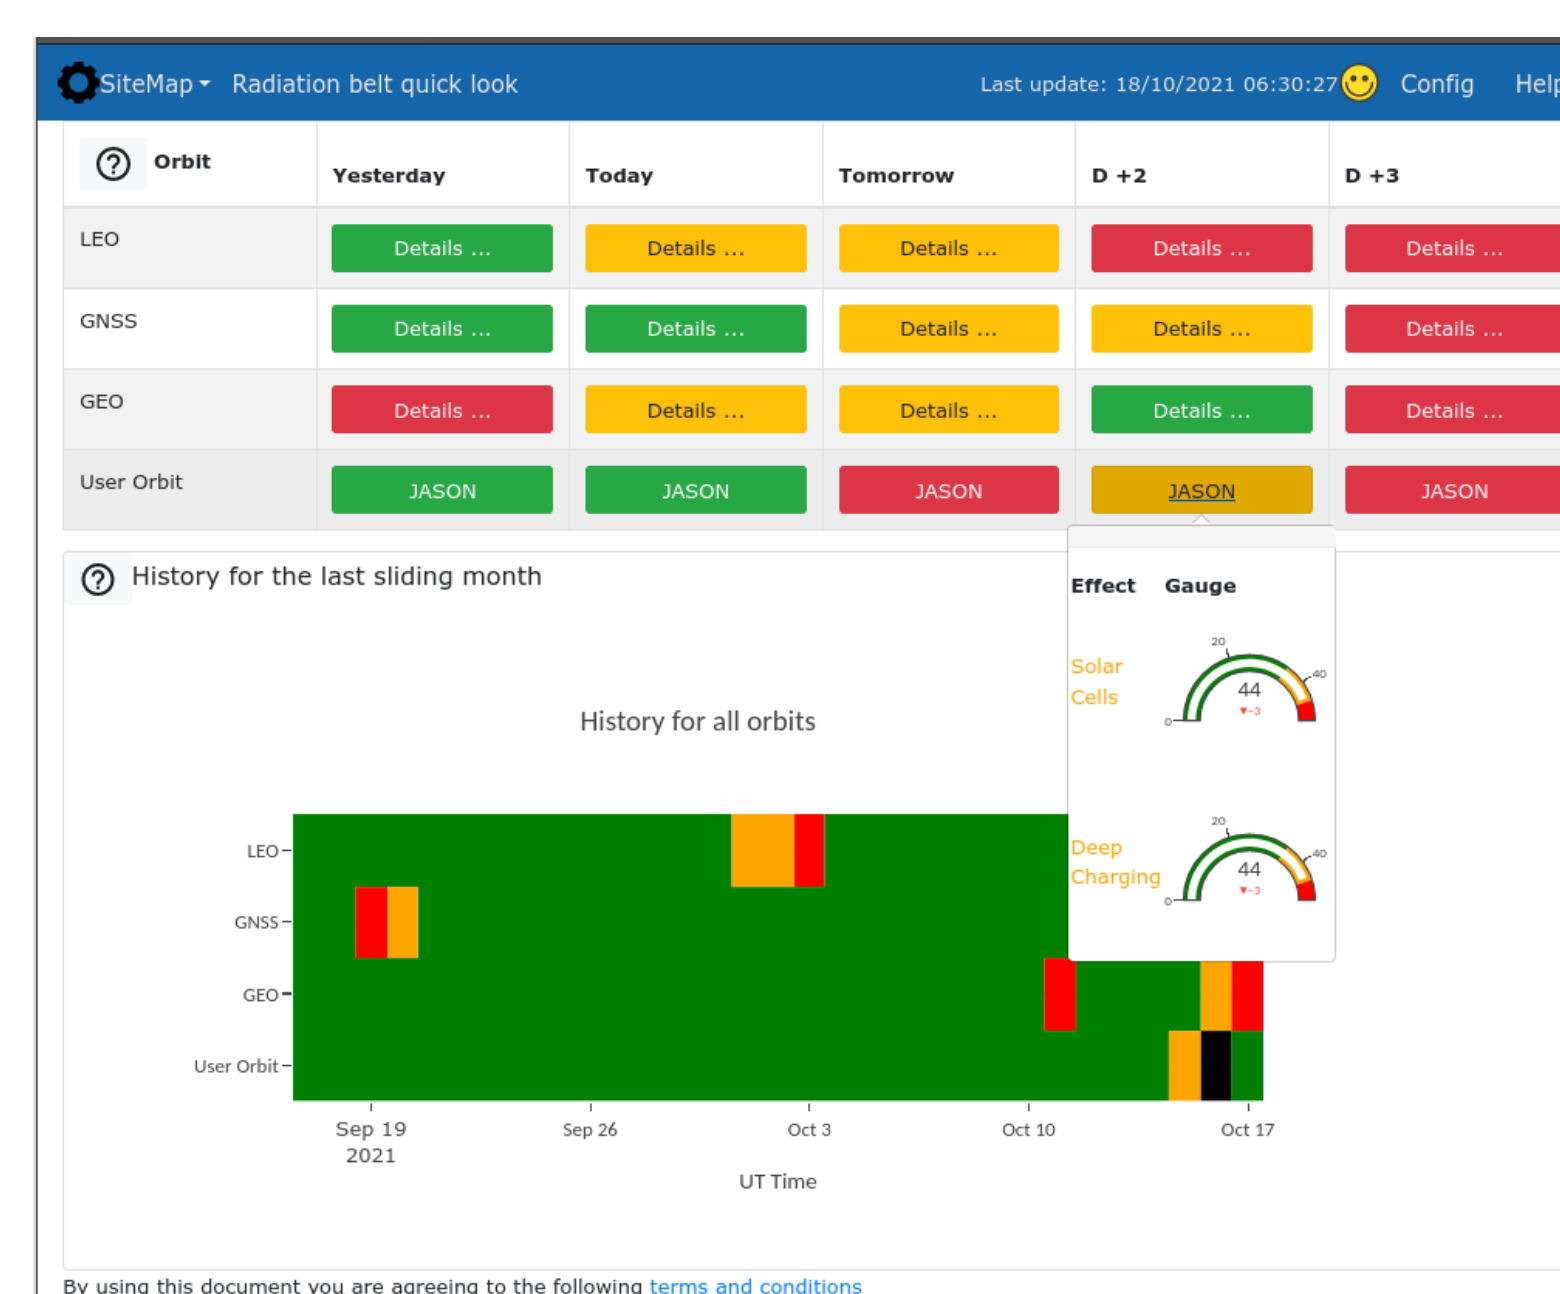 SiteMap Radiation belt quick look Last update: 18/10/2021 06:30:27 Config Help
Orbit Yesterday Today Tomorrow D +2 D +3
LEO Details ... Details ... Details ... Details ... Details ...
GNSS Details ... Details ... Details ... Details ... Details ...
GEO Details ... Details ... Details ... Details ... Details ...
User Orbit JASON JASON JASON JASON JASON
History for the last sliding month
Effect Gauge
Solar
Cells
0
20
40
44
▼-3
Deep
Charging
0
20
40
44
▼-3
History for all orbits
LEO
GNSS
GEO
User Orbit
Sep 19
2021
Sep 26
Oct 3
Oct 10
Oct 17
UT Time
By using this document you are agreeing to the following terms and conditions